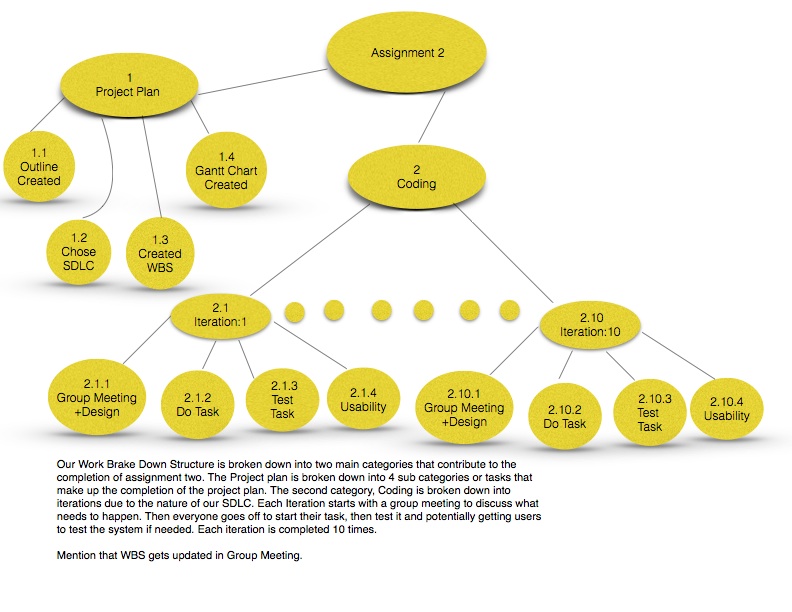 Assignment 2
1
Project Plan
1.1
Outline
Created
1.4
Gantt Chart
Created
2
Coding
1.2
Chose
SDLC
1.3
Created
WBS
2.1
Iteration:1
2.10
Iteration:10
2.1.1
Group Meeting
+Design
2.1.2
Do Task
2.1.3
Test
Task
2.1.4
Usability
2.10.1
Group Meeting
+Design
2.10.2
Do Task
2.10.3
Test
Task
2.10.4
Usability
Our Work Brake Down Structure is broken down into two main categories that contribute to the
completion of assignment two. The Project plan is broken down into 4 sub categories or tasks that
make up the completion of the project plan. The second category, Coding is broken down into
iterations due to the nature of our SDLC. Each Iteration starts with a group meeting to discuss what
needs to happen. Then everyone goes off to start their task, then test it and potentially getting users
to test the system if needed. Each iteration is completed 10 times.
Mention that WBS gets updated in Group Meeting.